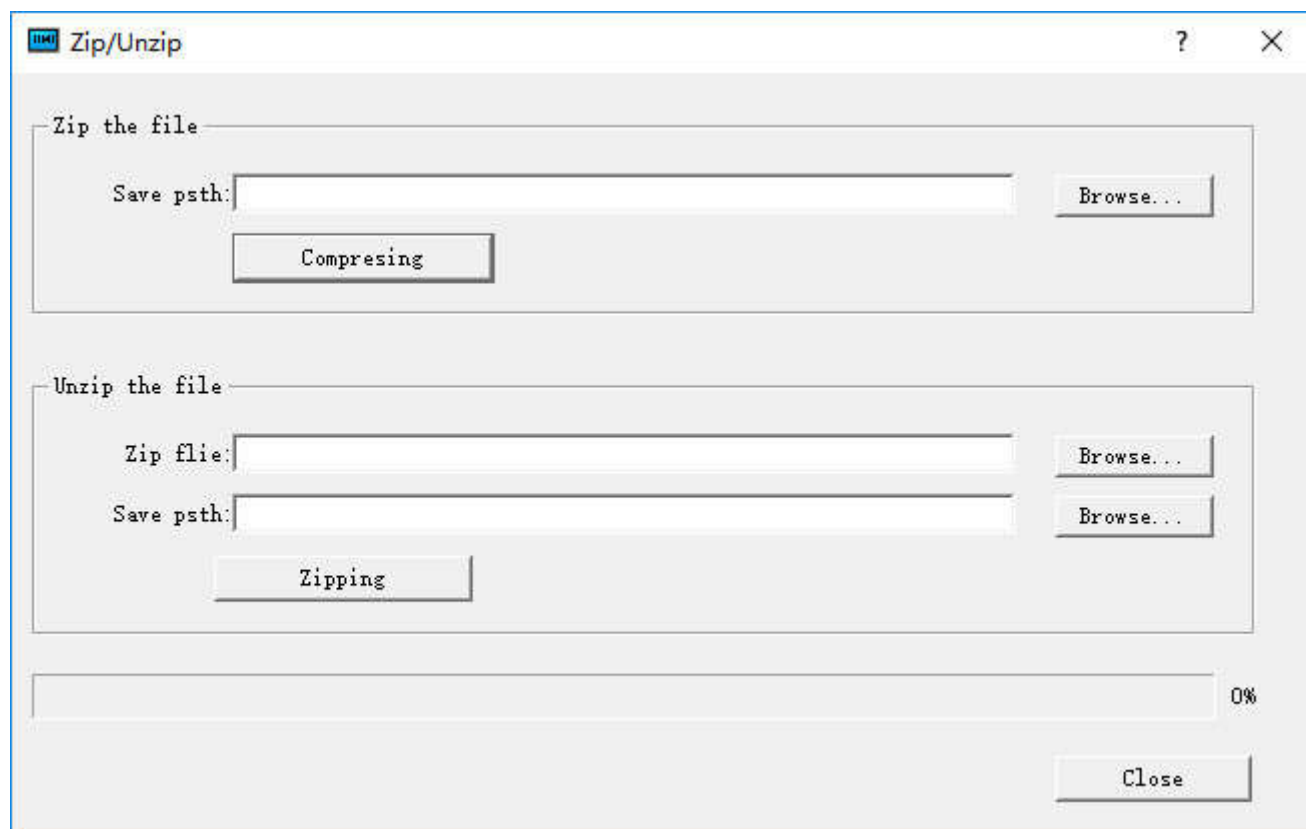 Zip/Unzip ?
Zip the file
Save psth: Browse...
Compresing
Unzip the file
Zip flie: Browse...
Save psth: Browse...
Zipping
0%
Close